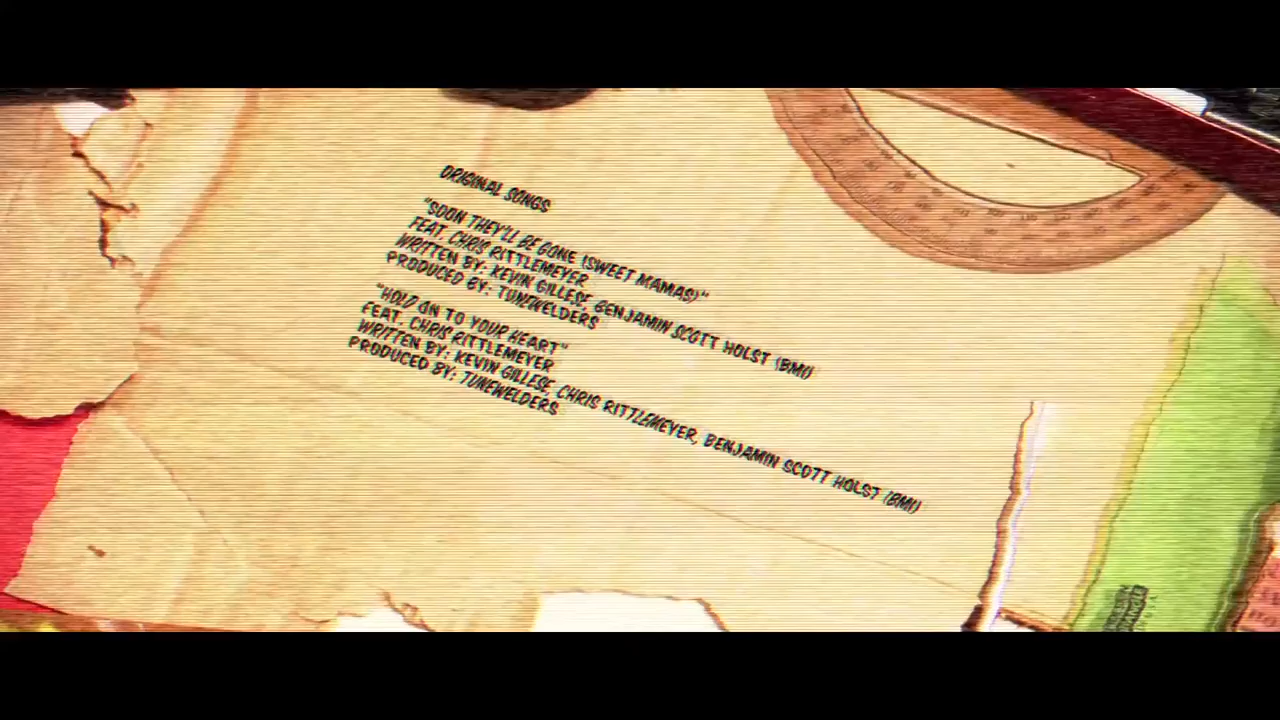 ORIGINAL SONGS
"SOON THEY'LL BE GONE (SWEET MAMAS)"
FEAT. CHRIS RITTLEMEYER
WRITTEN BY: KEVIN GILLESE, BENJAMIN SCOTT HOLST (BMI)
PRODUCED BY: TUNEWELDERS
"HOLD ON TO YOUR HEART"
FEAT. CHRIS RITTLEMEYER
WRITTEN BY: KEVIN GILLESE, CHRIS RITTLEMEYER, BENJAMIN SCOTT HOLST (BMI)
PRODUCED BY: TUNEWELDERS